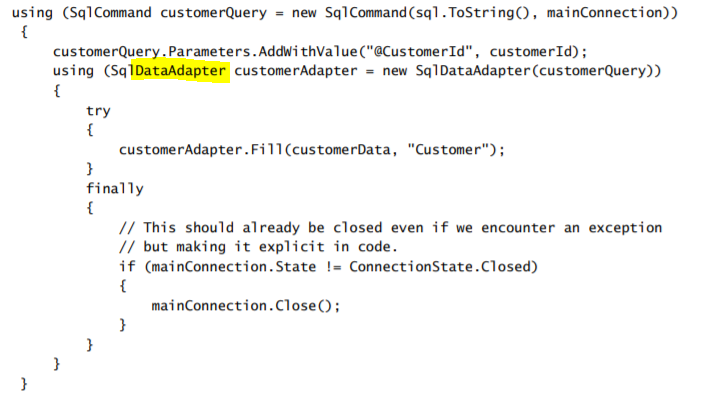 using (SqlCommand customerQuery = new SqlCommand(sql.ToString(), mainConnection))
{
customerQuery.Parameters.AddWithValue("@CustomerId", customerId);
using (SqlDataAdapter customerAdapter = new SqlDataAdapter(customerQuery))
{
try
{
customerAdapter.Fill(customerData, "Customer");
}
finally
{
// This should already be closed even if we encounter an exception
// but making it explicit in code.
if (mainConnection.State != ConnectionState.Closed)
{
mainConnection.Close();
}
}
}
}